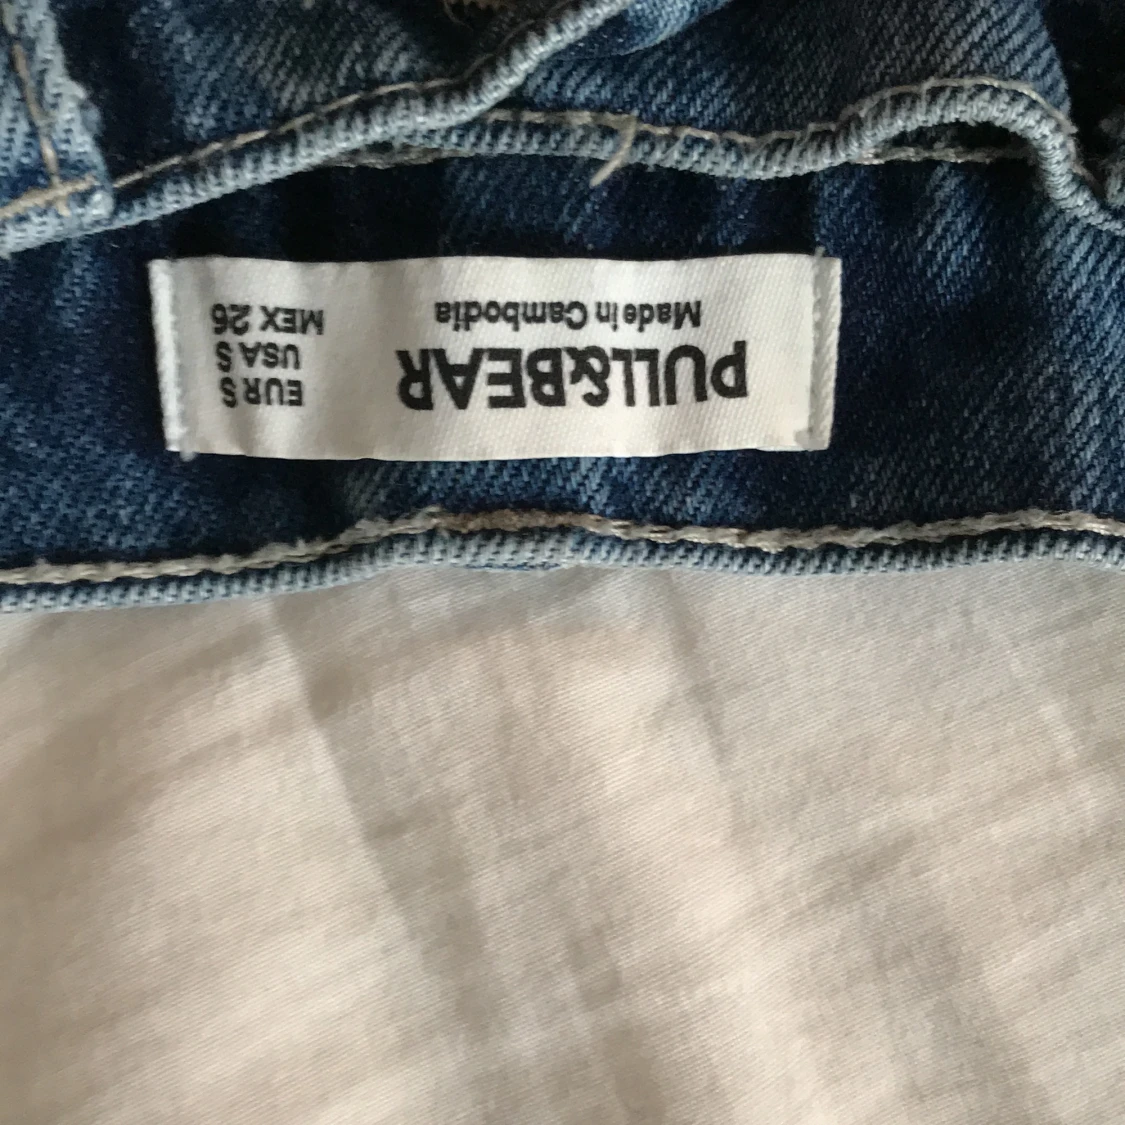 PULL&BEAR
Made in Cambodia
EUR S
USA S
MEX 26